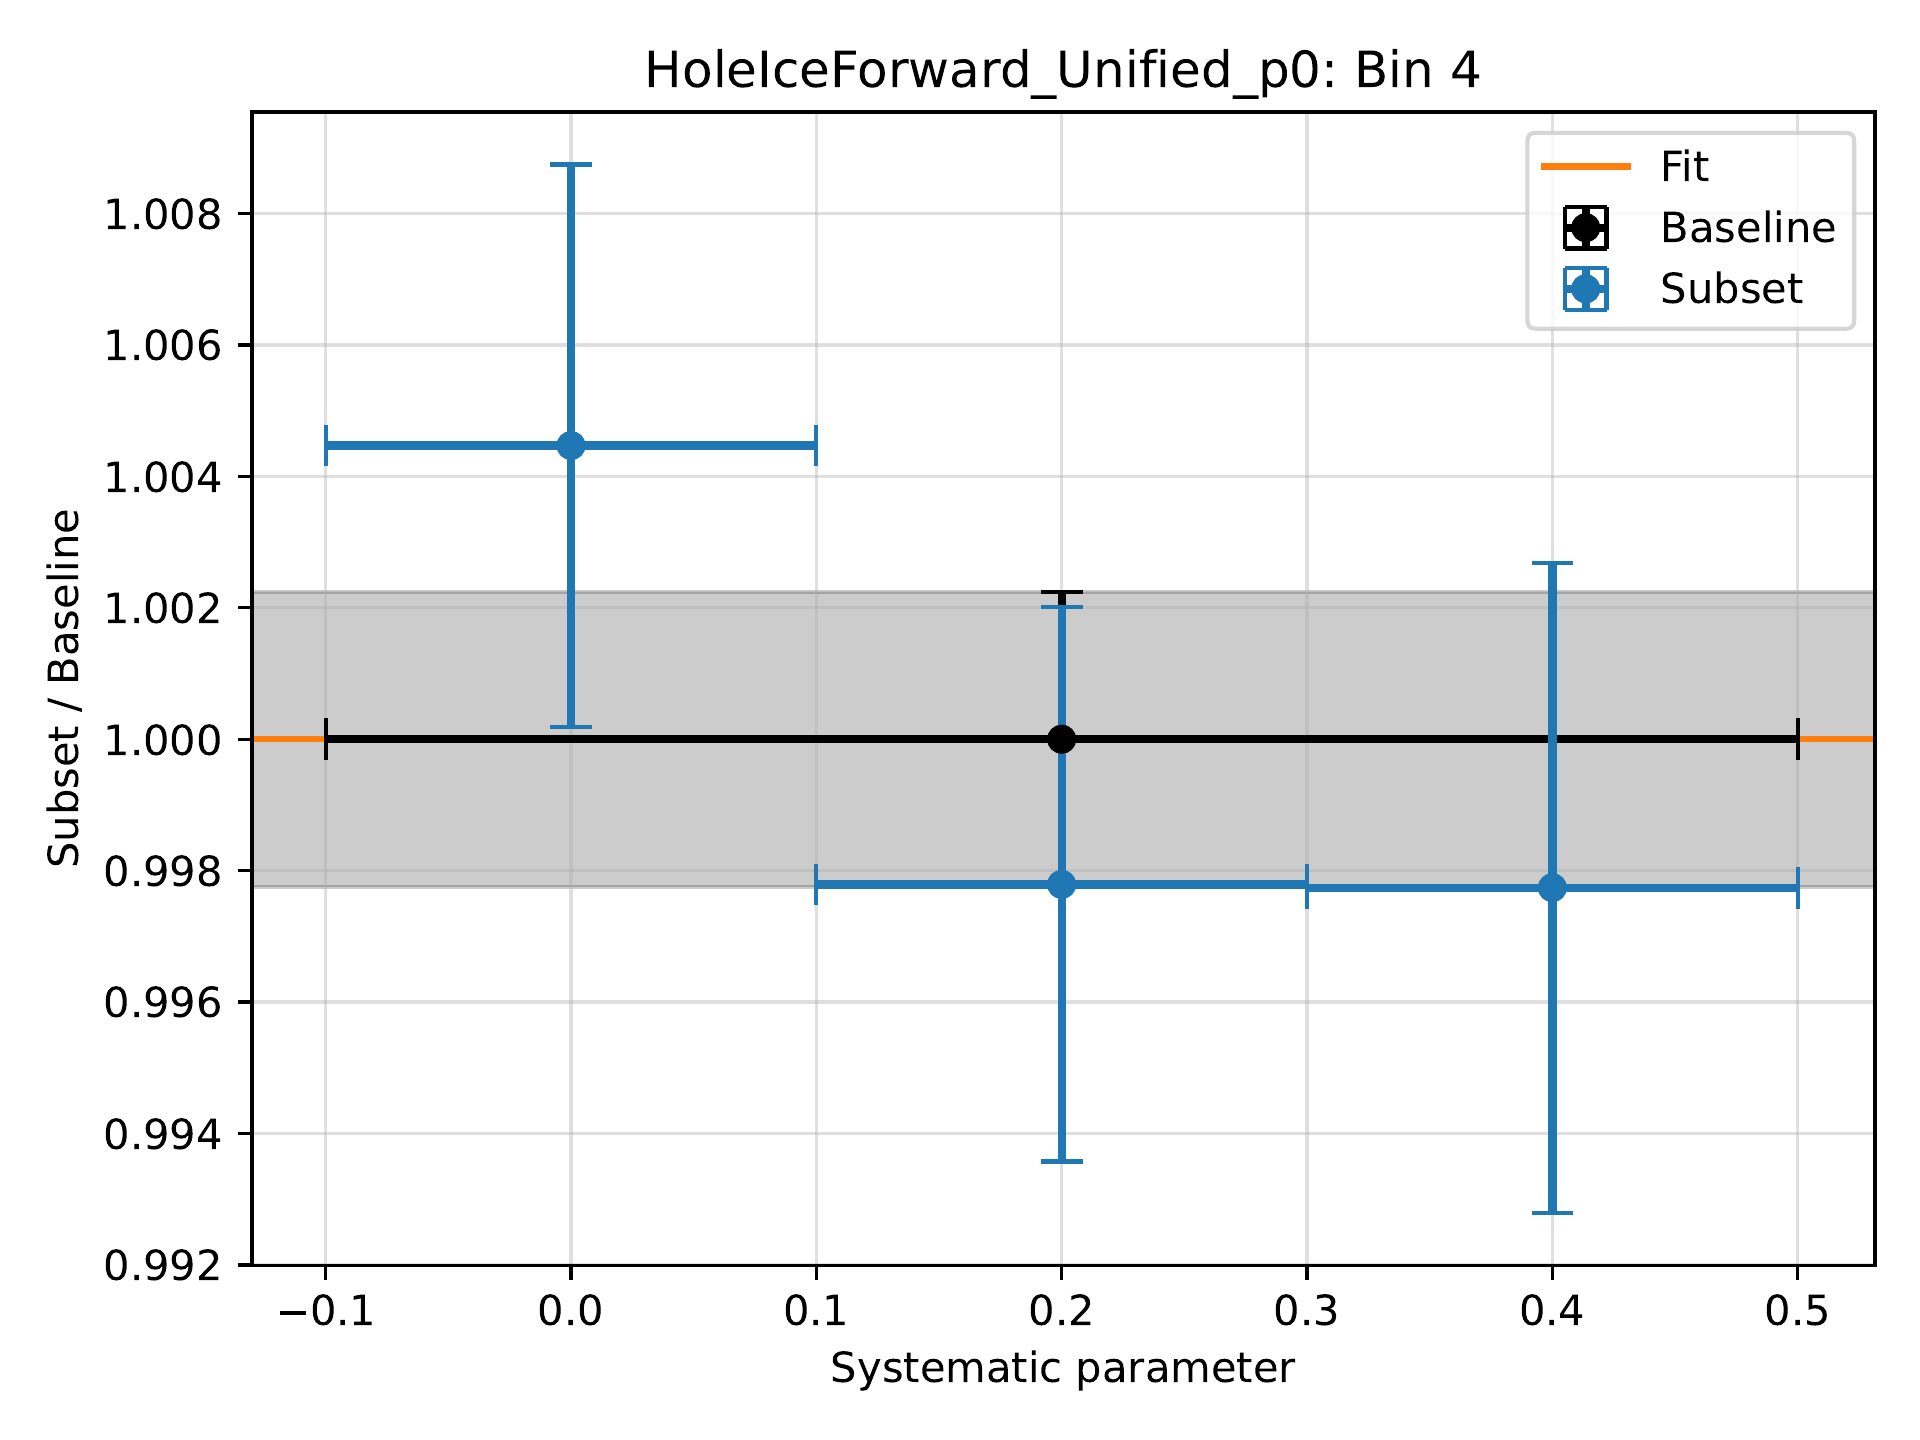 HoleIceForward_Unified_p0: Bin 4
Fit
Baseline
Subset
1.008
1.006
1.004
1.002
1.000
0.998
0.996
0.994
0.992
Subset / Baseline
−0.1 0.0 0.1 0.2 0.3 0.4 0.5
Systematic parameter